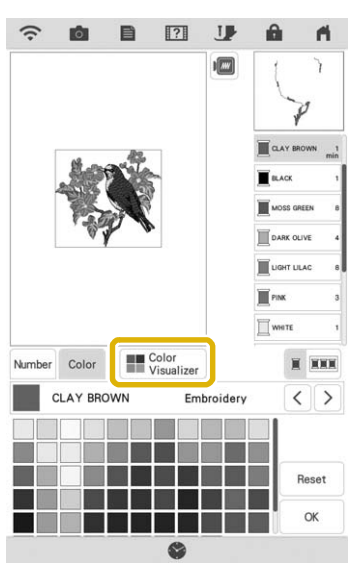 ?
CLAY BROWN 1
min
BLACK 1
MOSS GREEN 8
DARK OLIVE 4
LIGHT LILAC 8
PINK 3
WHITE 1
Number Color Color
Visualizer
CLAY BROWN Embroidery < >
Reset
OK